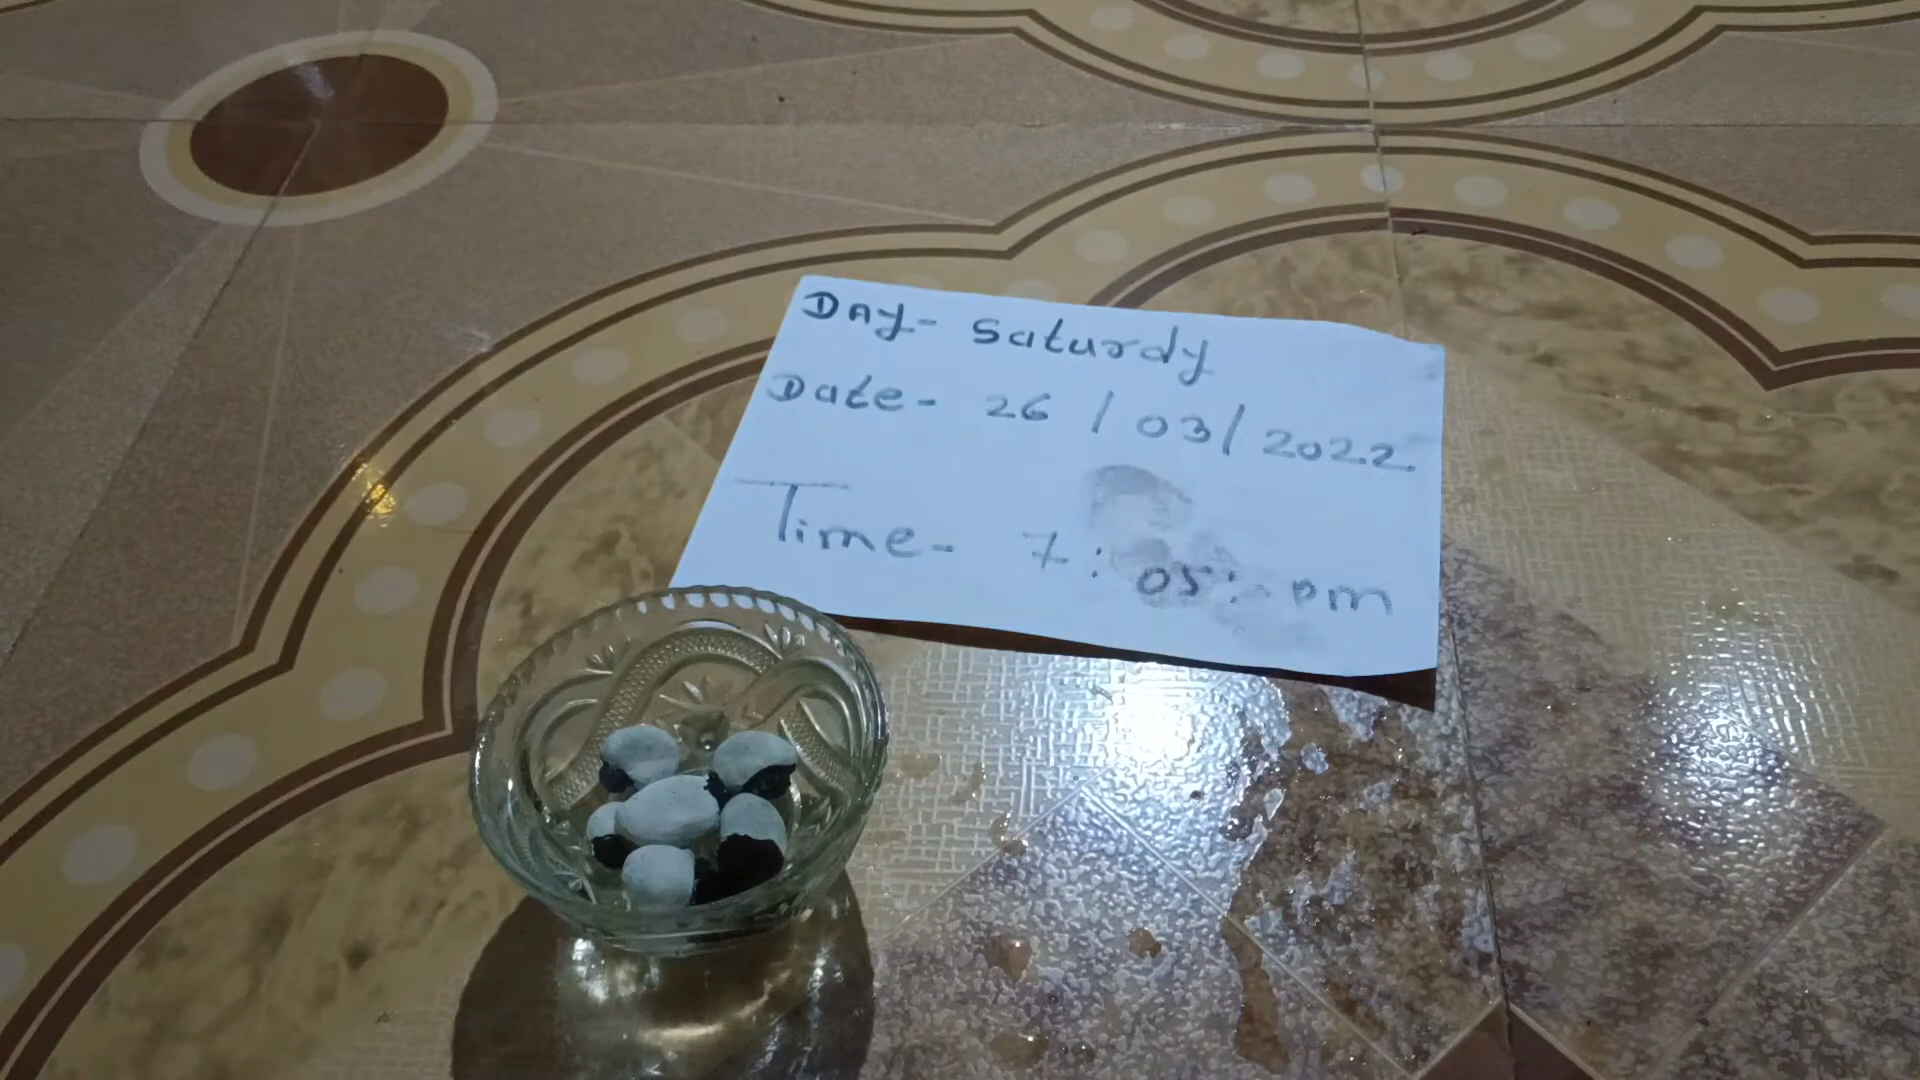 Day- Saturdy
Date- 26/03/2022
Time- 7:05:- pm